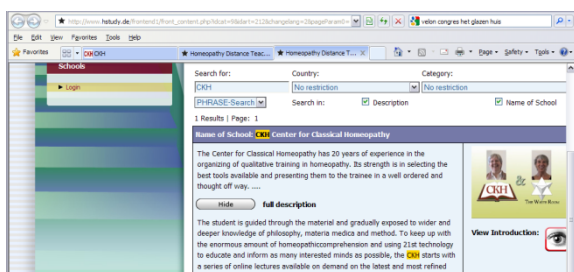 http://www.hstudy.de/frontend1/front_content.php?idcat=98&idart=212&changelang=2&pageParam0=
velon congres het glazen huis
File Edit View Favorites Tools Help
Favorites
CKH CKH
Homeopathy Distance Teac...
Homeopathy Distance T... X
Page Safety Tools
Schools
Login
Search for: Country: Category:
CKH No restriction No restriction
PHRASE-Search Search in: Description Name of School
1 Results | Page: 1
Name of School: CKH Center for Classical Homeopathy
The Center for Classical Homeopathy has 20 years of experience in the
organizing of qualitative training in homeopathy. Its strength is in selecting the
best tools available and presenting them to the trainee in a well ordered and
thought off way. ....
Hide full description
The student is guided through the material and gradually exposed to wider and
deeper knowledge of philosophy, materia medica and method. To keep up with
the enormous amount of homeopathiccomprehension and using 21st technology
to educate and inform as many interested minds as possible, the CKH starts with
a series of online lectures available on demand on the latest and most refined
CKH &
The White Room
View Introduction: